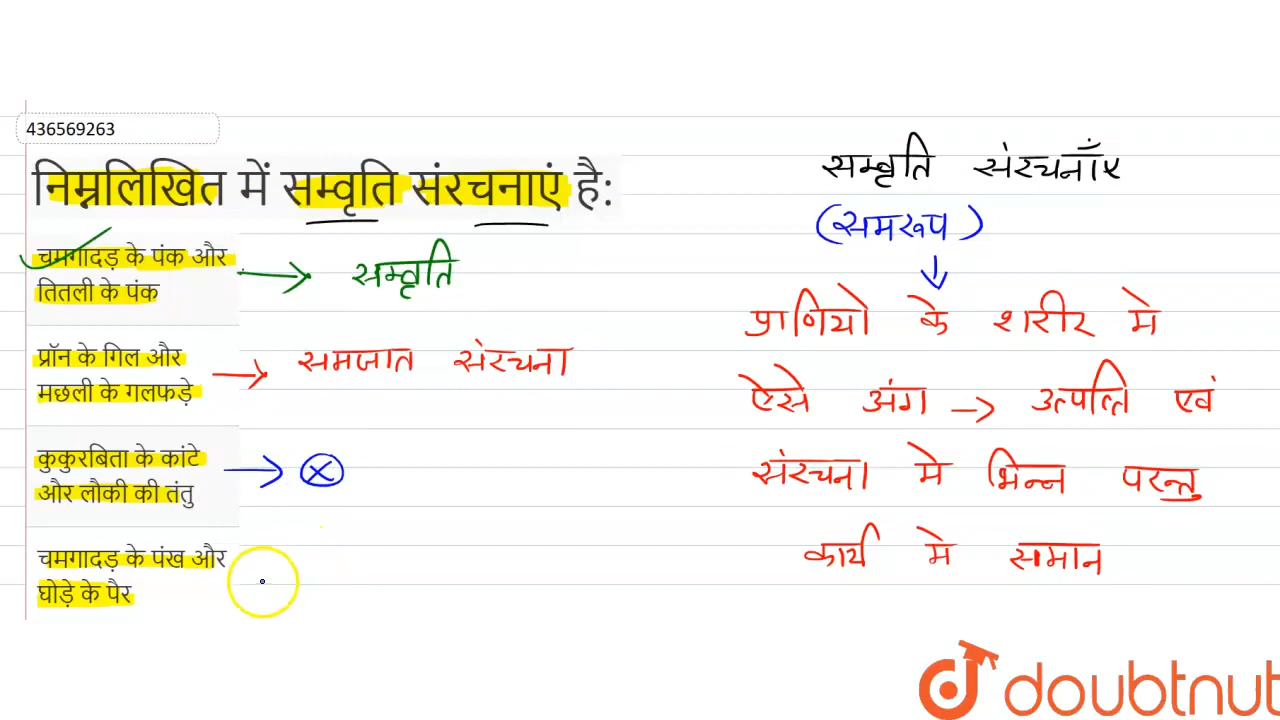 436569263
निम्नलिखित में सम्वृति संरचनाएं है:
चमगादड़ के पंक और
तितली के पंक
सम्वृति
प्रॉन के गिल और
मछली के गलफड़े
समजात संरचना
कुकुरबिता के कांटे
और लौकी की तंतु
चमगादड़ के पंख और
घोड़े के पैर
सम्वृति संरचनाँए
(समरूप)
प्राणियो के शरीर मे
ऐसे अंग → उत्पत्ति एवं
संरचना मे भिन्न परन्तु
कार्य मे समान
doubtnut